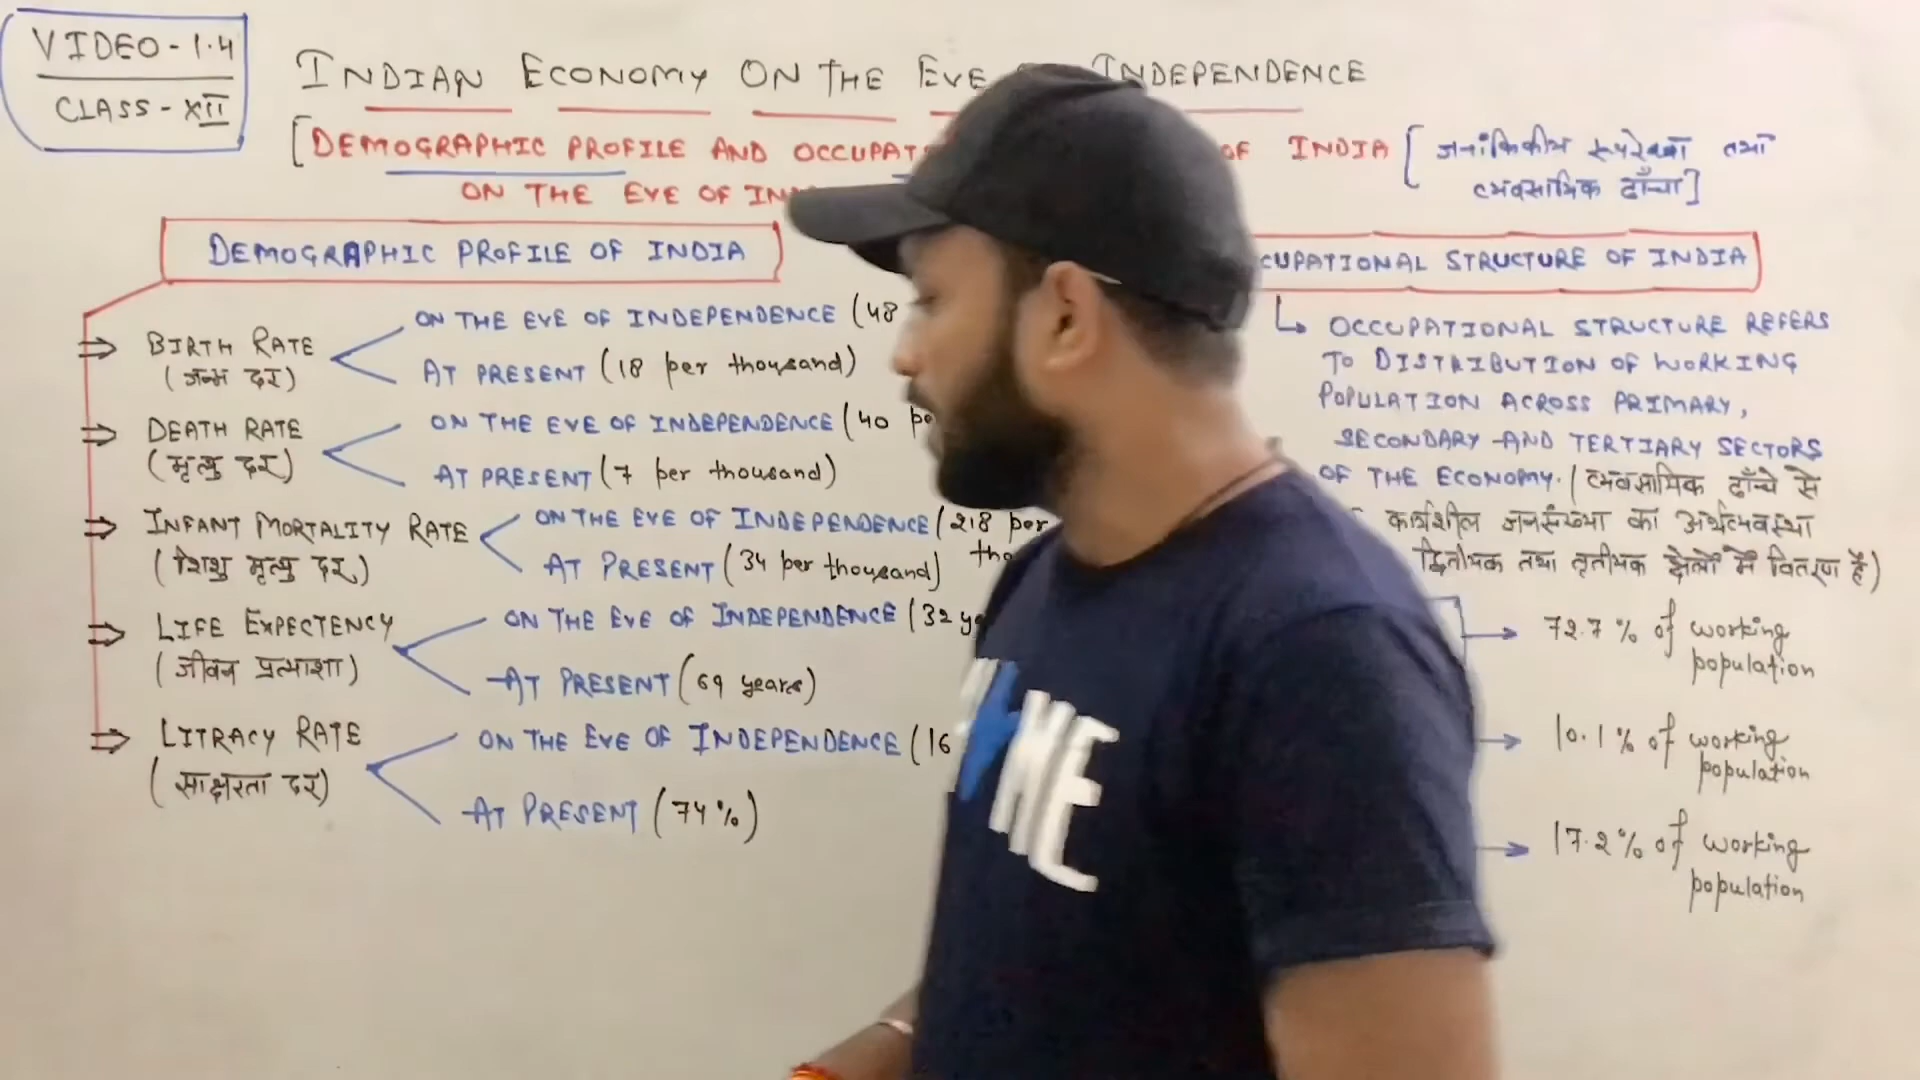 VIDEO - 1.4
CLASS - XII
INDIAN ECONOMY ON THE EVE INDEPENDENCE
[DEMOGRAPHIC PROFILE AND OF INDIA [जनांकिकीय रूपरेखा तथा
ON THE EVE OF व्यवसायिक ढाँचा]
DEMOGRAPHIC PROFILE OF INDIA
BIRTH RATE
(जन्म दर)
ON THE EVE OF INDEPENDENCE (48
AT PRESENT (18 per thousand)
DEATH RATE
(मृत्यु दर)
ON THE EVE OF INDEPENDENCE (40
AT PRESENT (7 per thousand)
INFANT MORTALITY RATE
(शिशु मृत्यु दर)
ON THE EVE OF INDEPENDENCE (218 per
AT PRESENT (34 per thousand)
LIFE EXPECTENCY
(जीवन प्रत्याशा)
ON THE EVE OF INDEPENDENCE (32
AT PRESENT (69 years)
LITRACY RATE
(साक्षरता दर)
ON THE EVE OF INDEPENDENCE (16
AT PRESENT (74%)
STRUCTURE OF INDIA
OCCUPATIONAL STRUCTURE REFERS
TO DISTRIBUTION OF WORKING
POPULATION ACROSS PRIMARY,
SECONDARY AND TERTIARY SECTORS
OF THE ECONOMY. (व्यवसायिक ढाँचे से
कार्यशील जनसंख्या का अर्थव्यवस्था
द्वितीयक तथा तृतीयक क्षेत्रों में वितरण है)
72.7% of working
population
10.1% of working
population
17.2% of working
population